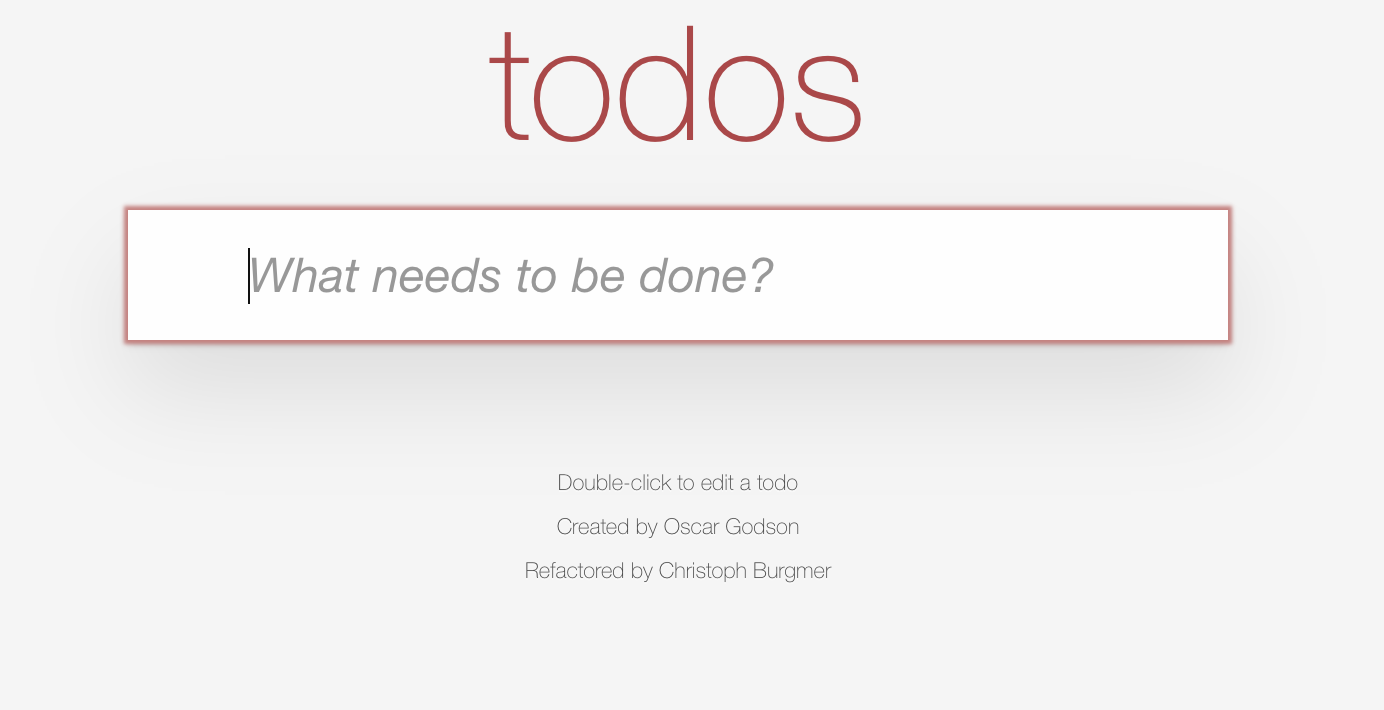 todos
What needs to be done?
Double-click to edit a todo
Created by Oscar Godson
Refactored by Christoph Burgmer